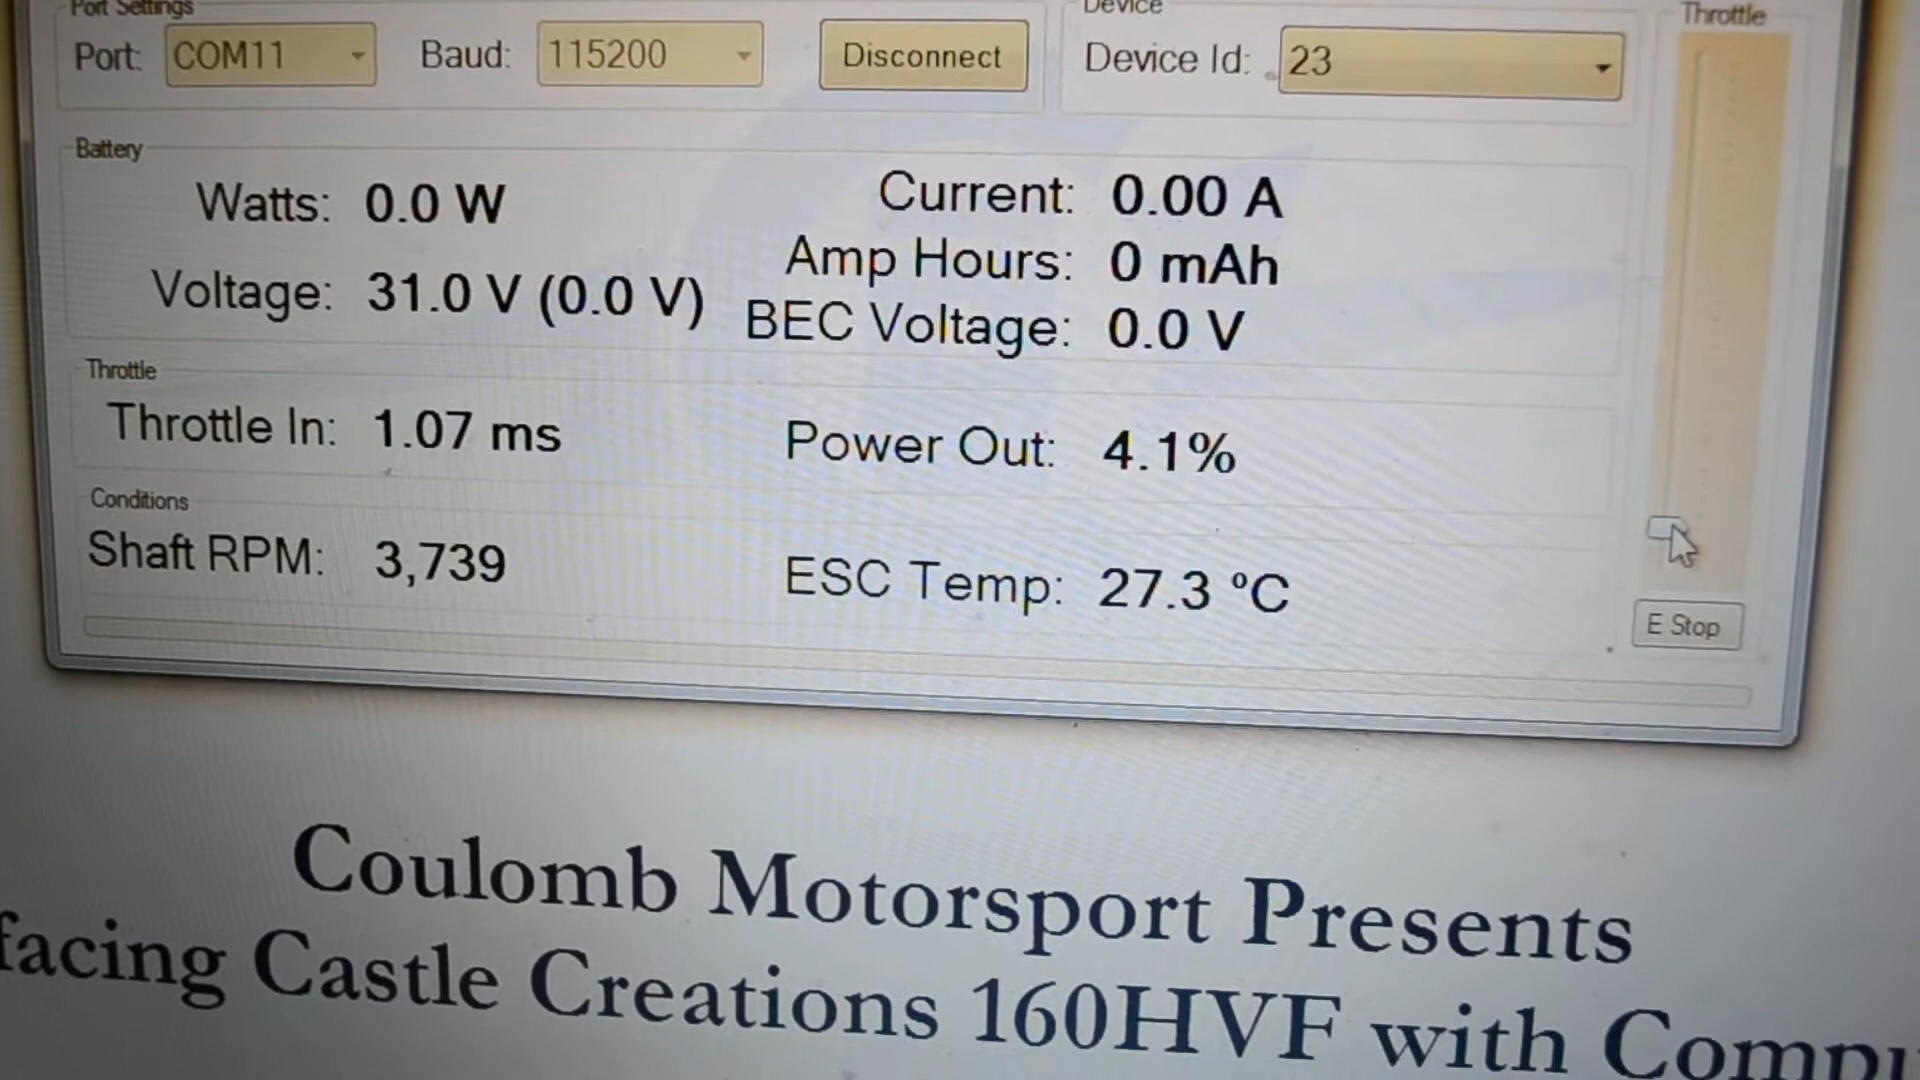 Port Settings
Port: COM11 Baud: 115200 Disconnect
Device
Device Id: 23
Throttle
Battery
Watts: 0.0 W
Voltage: 31.0 V (0.0 V)
Current: 0.00 A
Amp Hours: 0 mAh
BEC Voltage: 0.0 V
Throttle
Throttle In: 1.07 ms
Power Out: 4.1%
Conditions
Shaft RPM: 3,739
ESC Temp: 27.3 ºC
E Stop
Coulomb Motorsport Presents
facing Castle Creations 160HVF with Compu